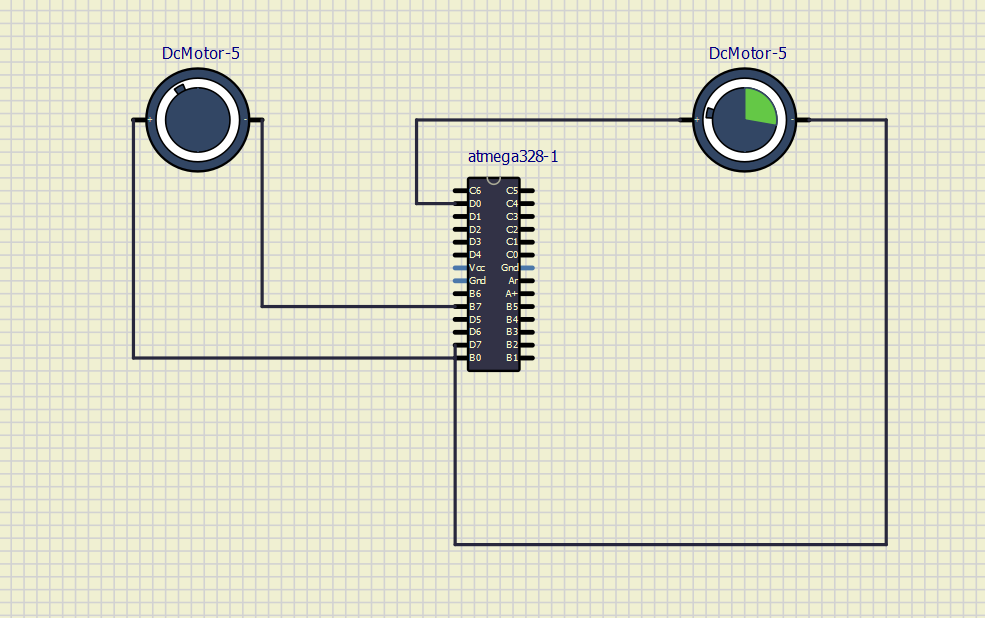 DcMotor-5
DcMotor-5
+
-
+
-
atmega328-1
C6 C5
D0 C4
D1 C3
D2 C2
D3 C1
D4 C0
Vcc Gnd
Gnd Ar
B6 A+
B7 B5
D5 B4
D6 B3
D7 B2
B0 B1